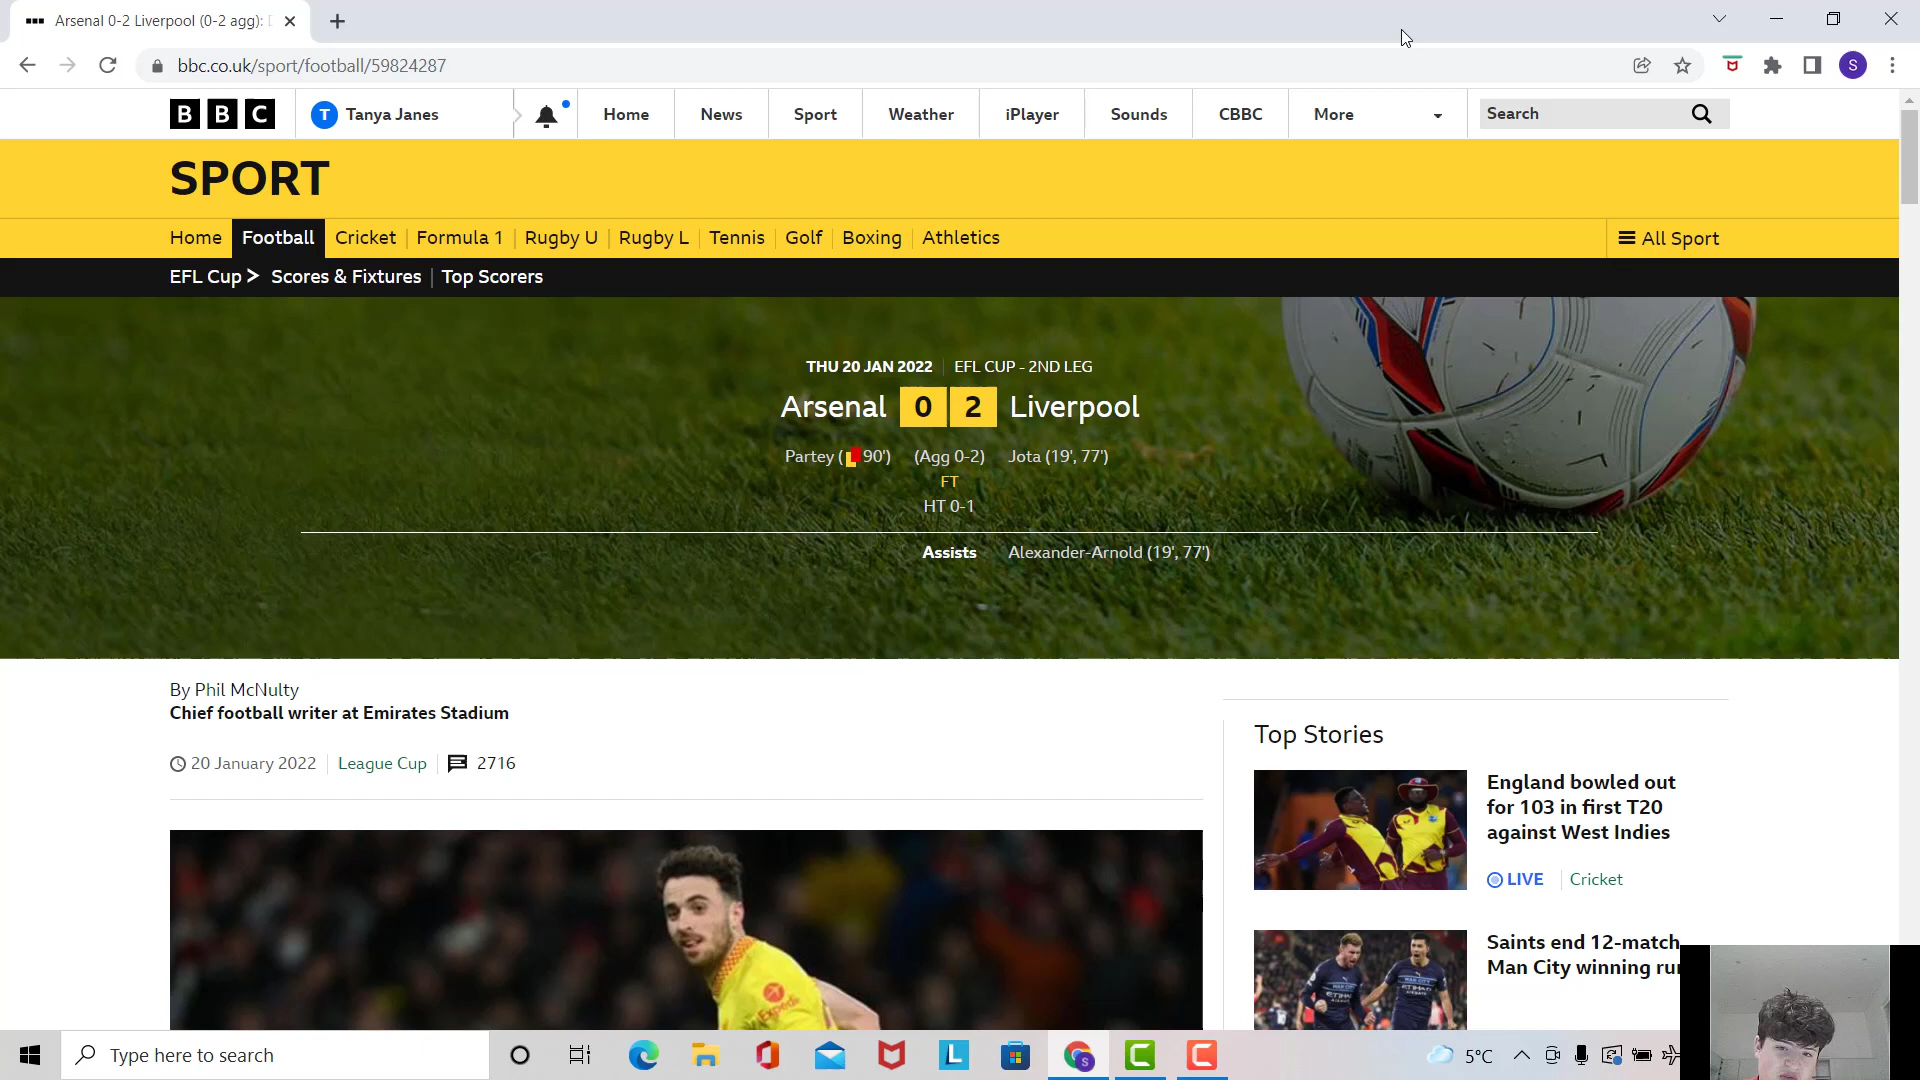 Arsenal 0-2 Liverpool (0-2 agg):
bbc.co.uk/sport/football/59824287
S
BBC
T Tanya Janes
Home
News
Sport
Weather
iPlayer
Sounds
CBBC
More
Search
SPORT
Home
Football
Cricket
Formula 1
Rugby U
Rugby L
Tennis
Golf
Boxing
Athletics
All Sport
EFL Cup
Scores & Fixtures
Top Scorers
THU 20 JAN 2022
EFL CUP - 2ND LEG
Arsenal 0 2 Liverpool
Partey (90')
(Agg 0-2)
Jota (19', 77')
FT
HT 0-1
Assists
Alexander-Arnold (19', 77')
By Phil McNulty
Chief football writer at Emirates Stadium
20 January 2022
League Cup
2716
Top Stories
England bowled out
for 103 in first T20
against West Indies
LIVE
Cricket
Saints end 12-match
Man City winning
Expedia
Type here to search
L
S
5°C